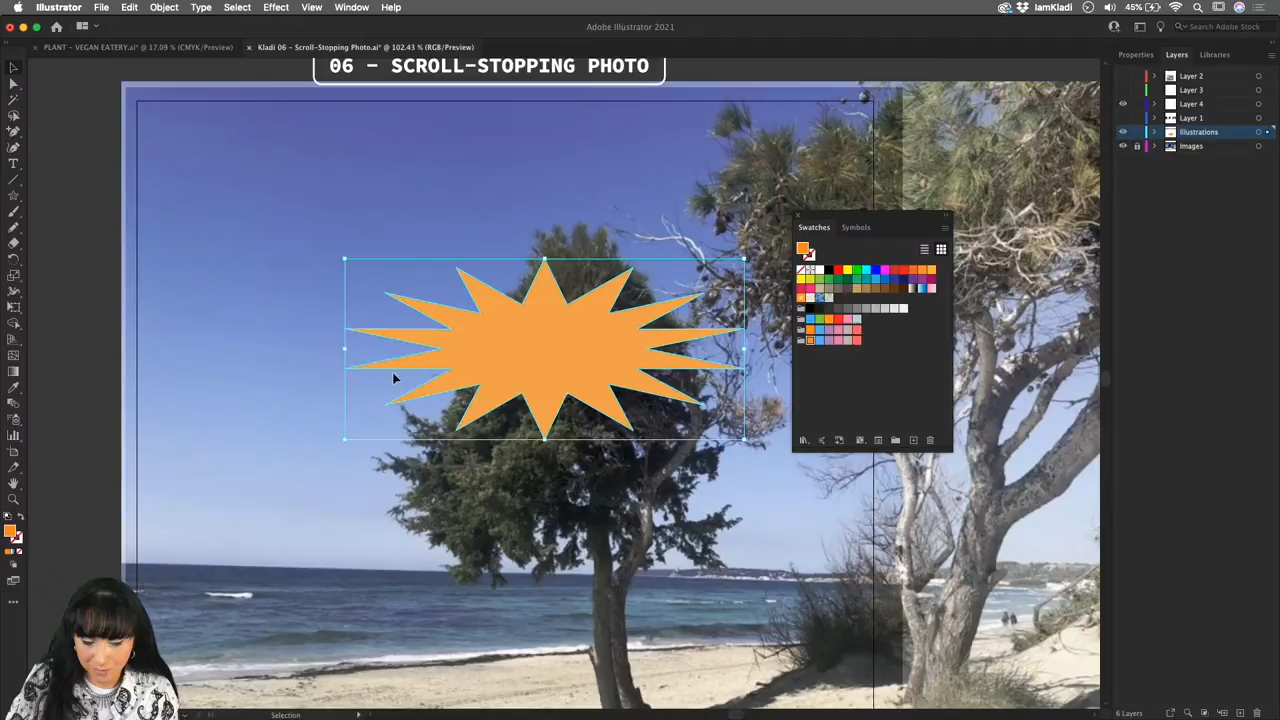 Illustrator File Edit Object Type Select Effect View Window Help
IamKladi
45%
Adobe Illustrator 2021
Search Adobe Stock
PLANT - VEGAN EATERY.ai* @ 17.09 % (CMYK/Preview)
Kladi 06 - Scroll-Stopping Photo.ai* @ 102.43 % (RGB/Preview)
Properties Layers Libraries
06 - SCROLL-STOPPING PHOTO
Layer 2
Layer 3
Layer 4
Layer 1
Illustrations
Images
Swatches Symbols
Selection
6 Layers